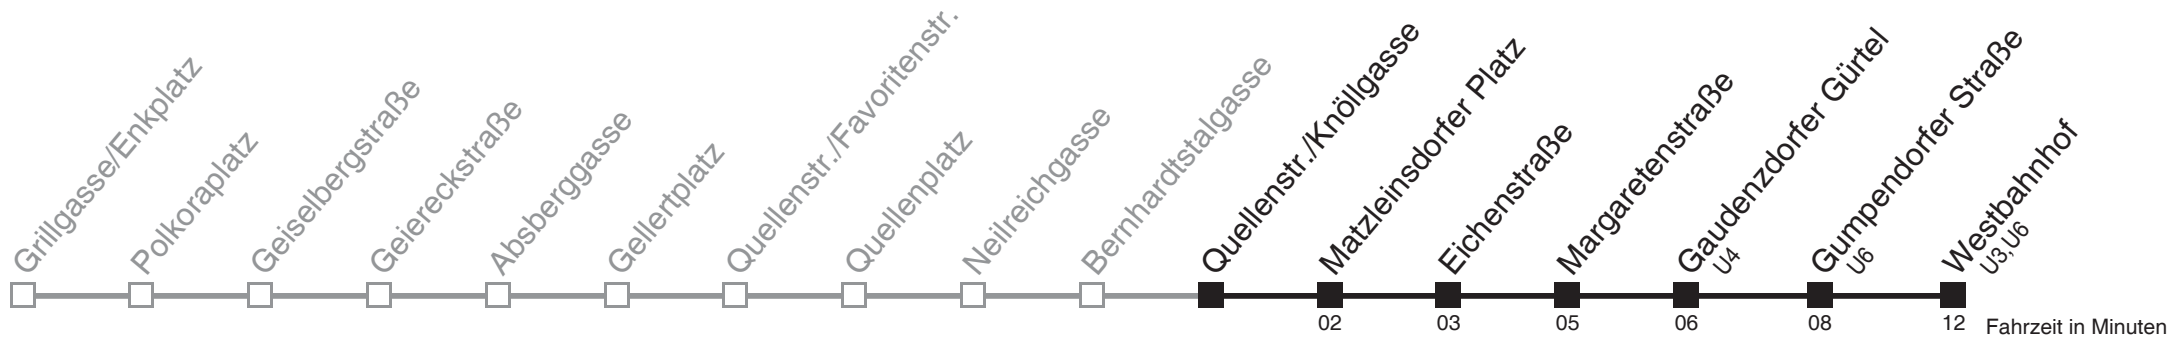 Grillgasse/Enkplatz
Polkoraplatz
Geiselbergstraße
Geiereckstraße
Absberggasse
Gellertplatz
Quellenstr./Favoritenstr.
Quellenplatz
Neilreichgasse
Bernhardtstalgasse
Quellenstr./Knöllgasse
Matzleinsdorfer Platz
Eichenstraße
Margaretenstraße
Gaudenzdorfer Gürtel
U4
Gumpendorfer Straße
U6
Westbahnhof
U3,U6
02 03 05 06 08 12 Fahrzeit in Minuten